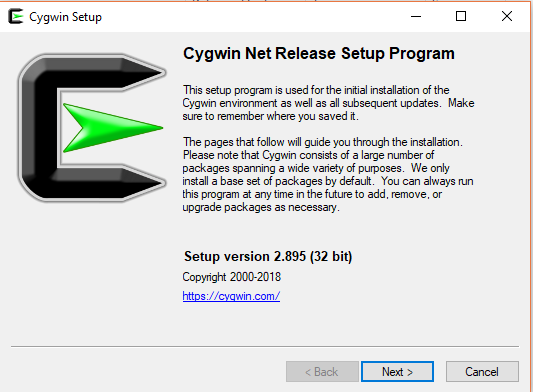 Cygwin Setup
Cygwin Net Release Setup Program
This setup program is used for the initial installation of the
Cygwin environment as well as all subsequent updates. Make
sure to remember where you saved it.
The pages that follow will guide you through the installation.
Please note that Cygwin consists of a large number of
packages spanning a wide variety of purposes. We only
install a base set of packages by default. You can always run
this program at any time in the future to add, remove, or
upgrade packages as necessary.
Setup version 2.895 (32 bit)
Copyright 2000-2018
https://cygwin.com/
< Back
Next >
Cancel